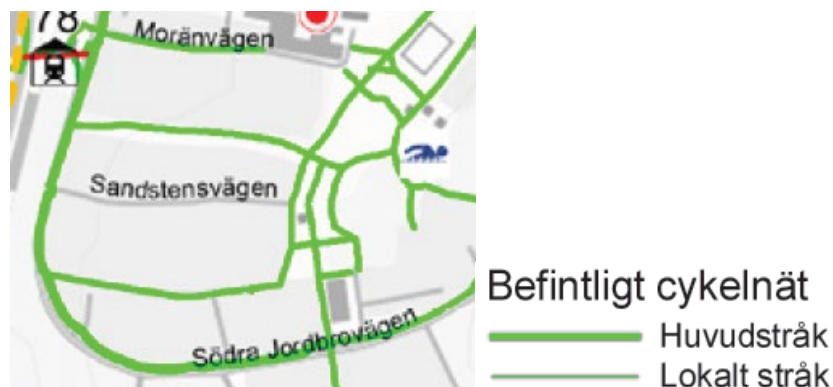 78
Moränvägen
Sandstensvägen
Södra Jordbrovägen
Befintligt cykelnät
Huvudstråk
Lokalt stråk